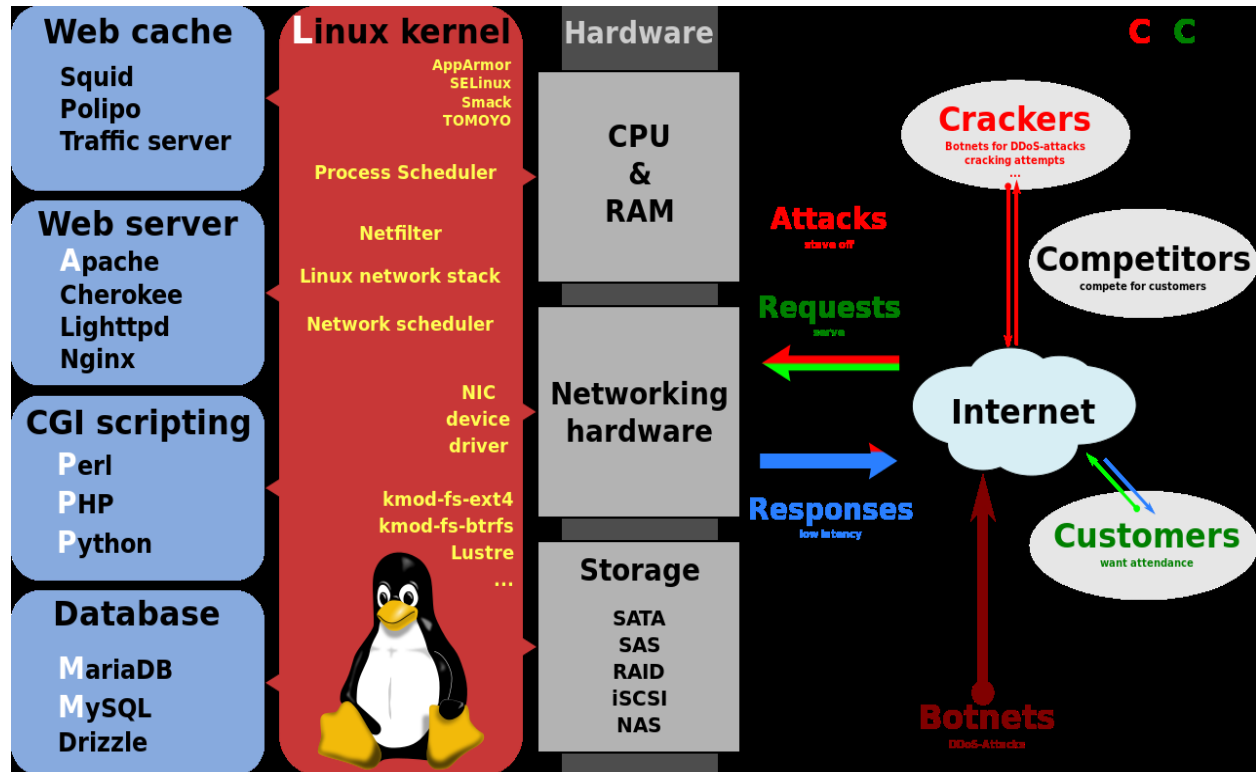 Web cache
Squid
Polipo
Traffic server
Web server
Apache
Cherokee
Lighttpd
Nginx
CGI scripting
Perl
PHP
Python
Database
MariaDB
MySQL
Drizzle
Linux kernel
AppArmor
SELinux
Smack
TOMOYO
Process Scheduler
Netfilter
Linux network stack
Network scheduler
NIC
device
driver
kmod-fs-ext4
kmod-fs-btrfs
Lustre
...
Hardware
CPU
&
RAM
Networking
hardware
Storage
SATA
SAS
RAID
iSCSI
NAS
Attacks
stave off
Requests
serve
Responses
low latency
C C
Crackers
Botnets for DDoS-attacks
cracking attempts
...
Competitors
compete for customers
Internet
Customers
want attendance
Botnets
DDoS-Attacks